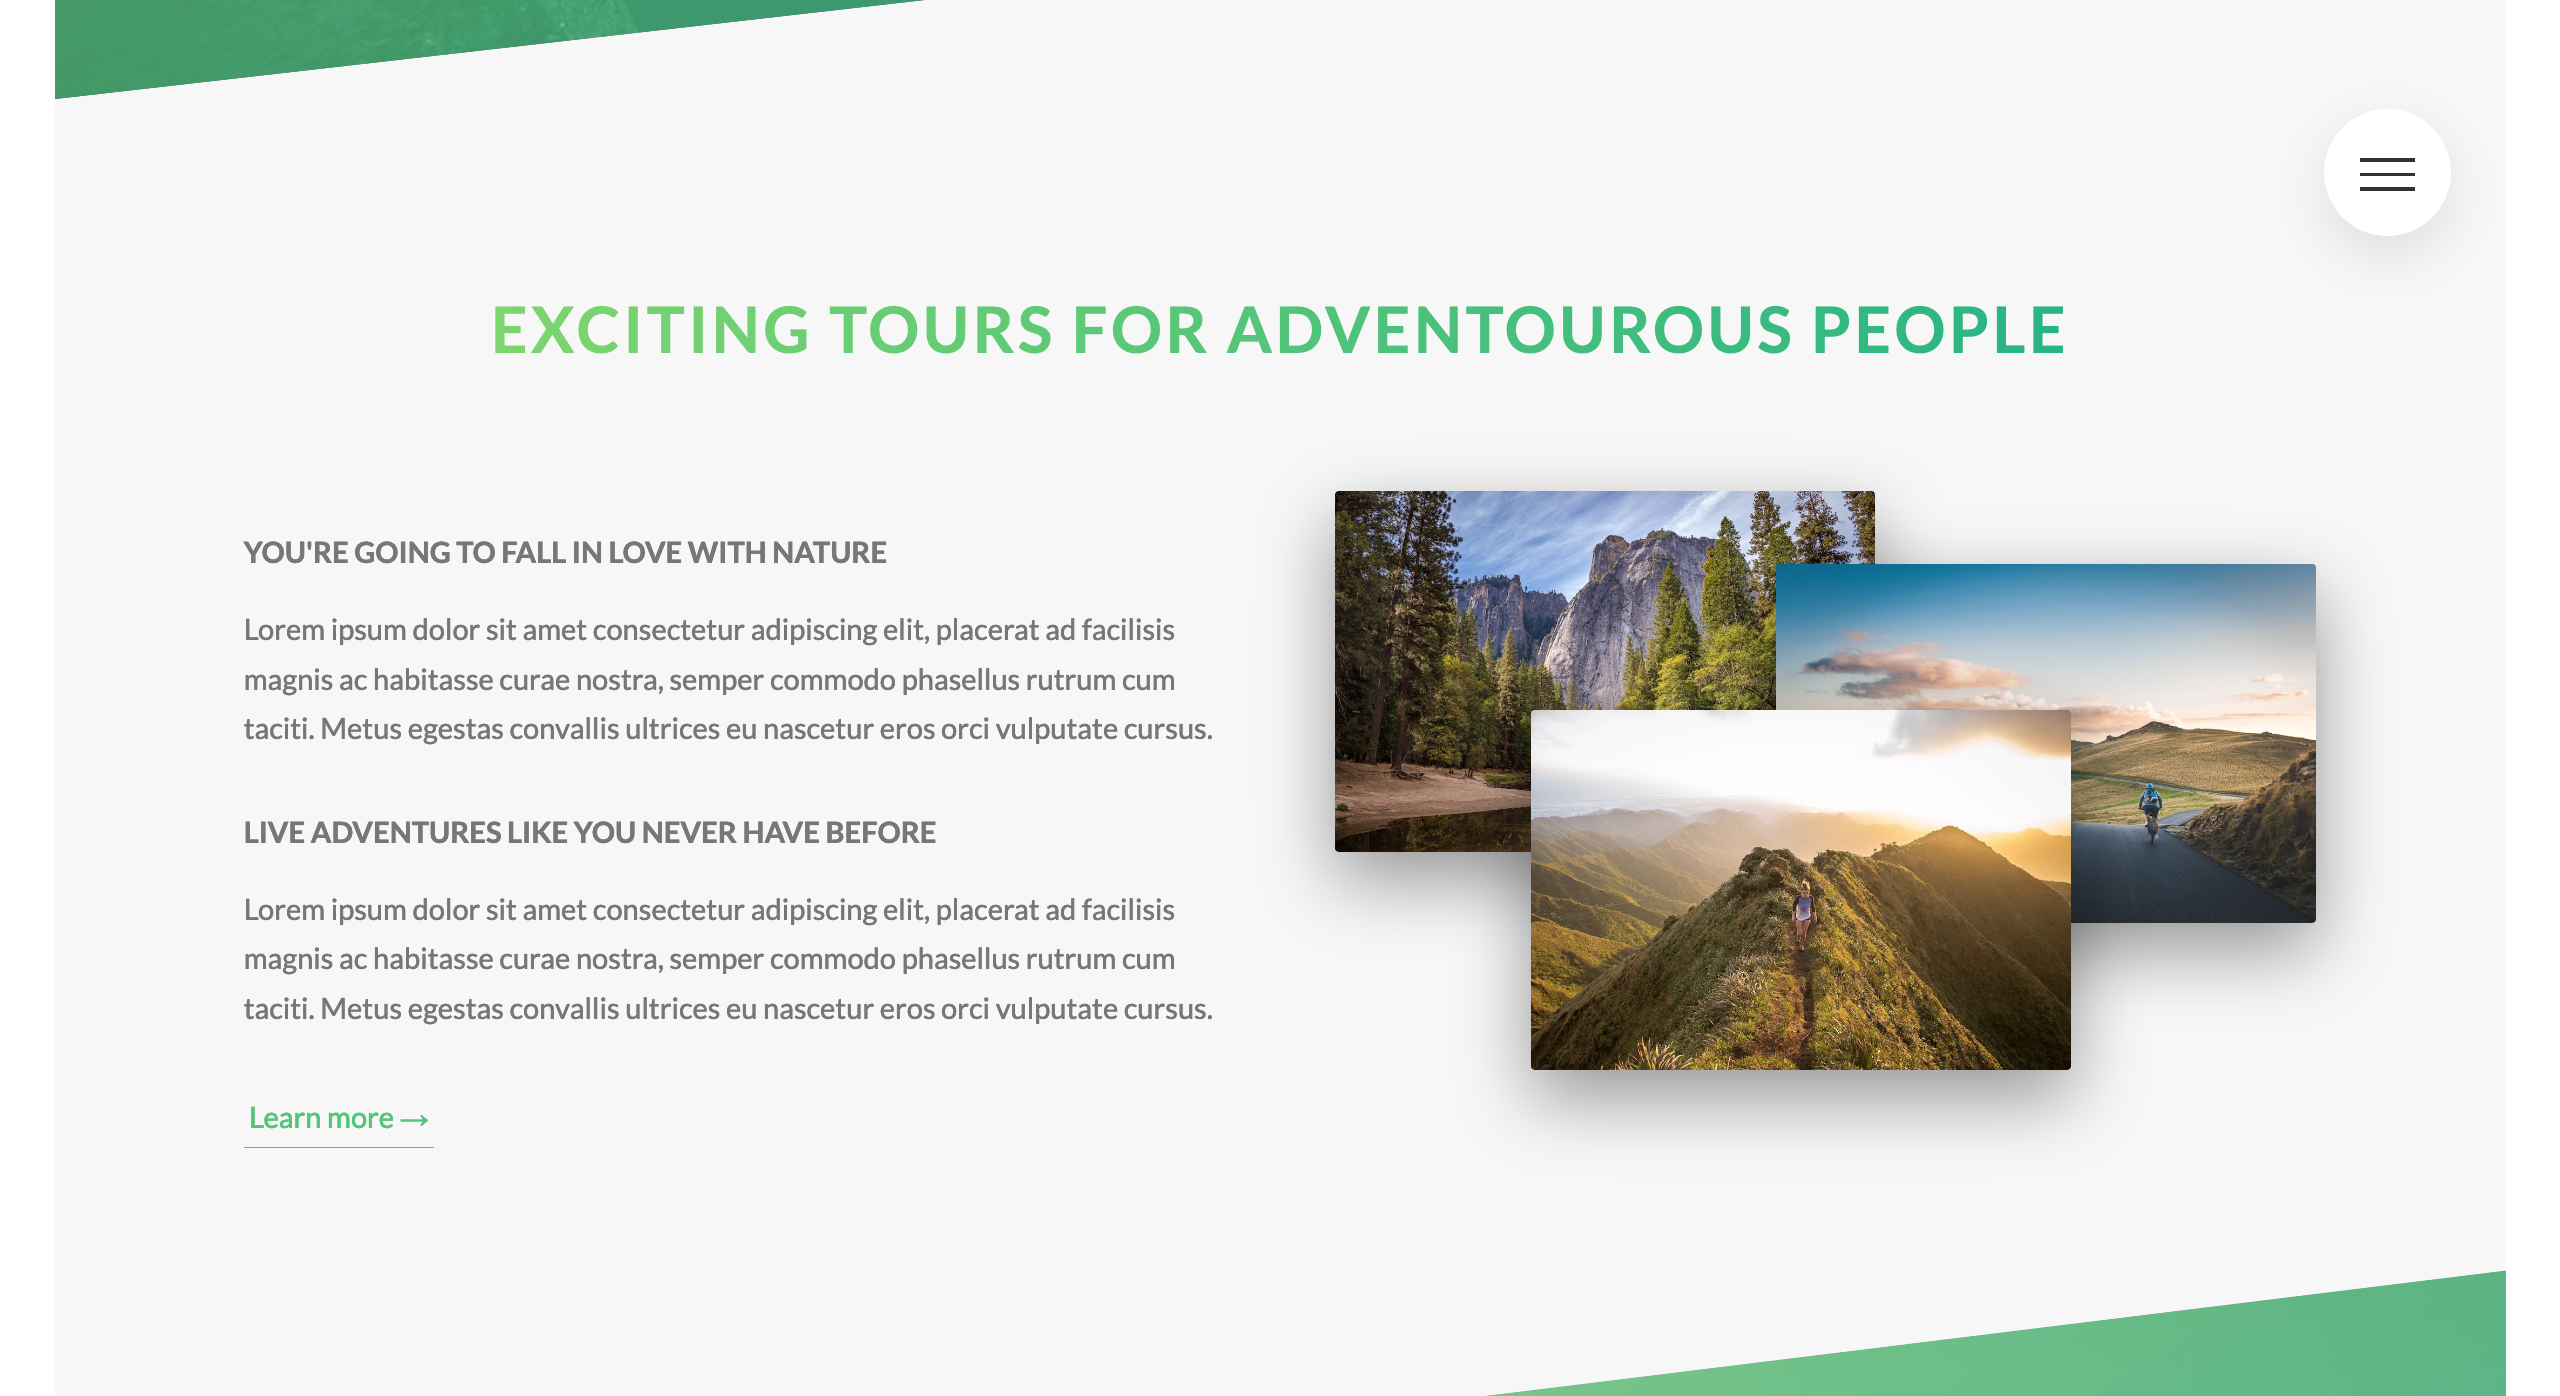 EXCITING TOURS FOR ADVENTOUROUS PEOPLE
YOU'RE GOING TO FALL IN LOVE WITH NATURE
Lorem ipsum dolor sit amet consectetur adipiscing elit, placerat ad facilisis
magnis ac habitasse curae nostra, semper commodo phasellus rutrum cum
taciti. Metus egestas convallis ultrices eu nascetur eros orci vulputate cursus.
LIVE ADVENTURES LIKE YOU NEVER HAVE BEFORE
Lorem ipsum dolor sit amet consectetur adipiscing elit, placerat ad facilisis
magnis ac habitasse curae nostra, semper commodo phasellus rutrum cum
taciti. Metus egestas convallis ultrices eu nascetur eros orci vulputate cursus.
Learn more →